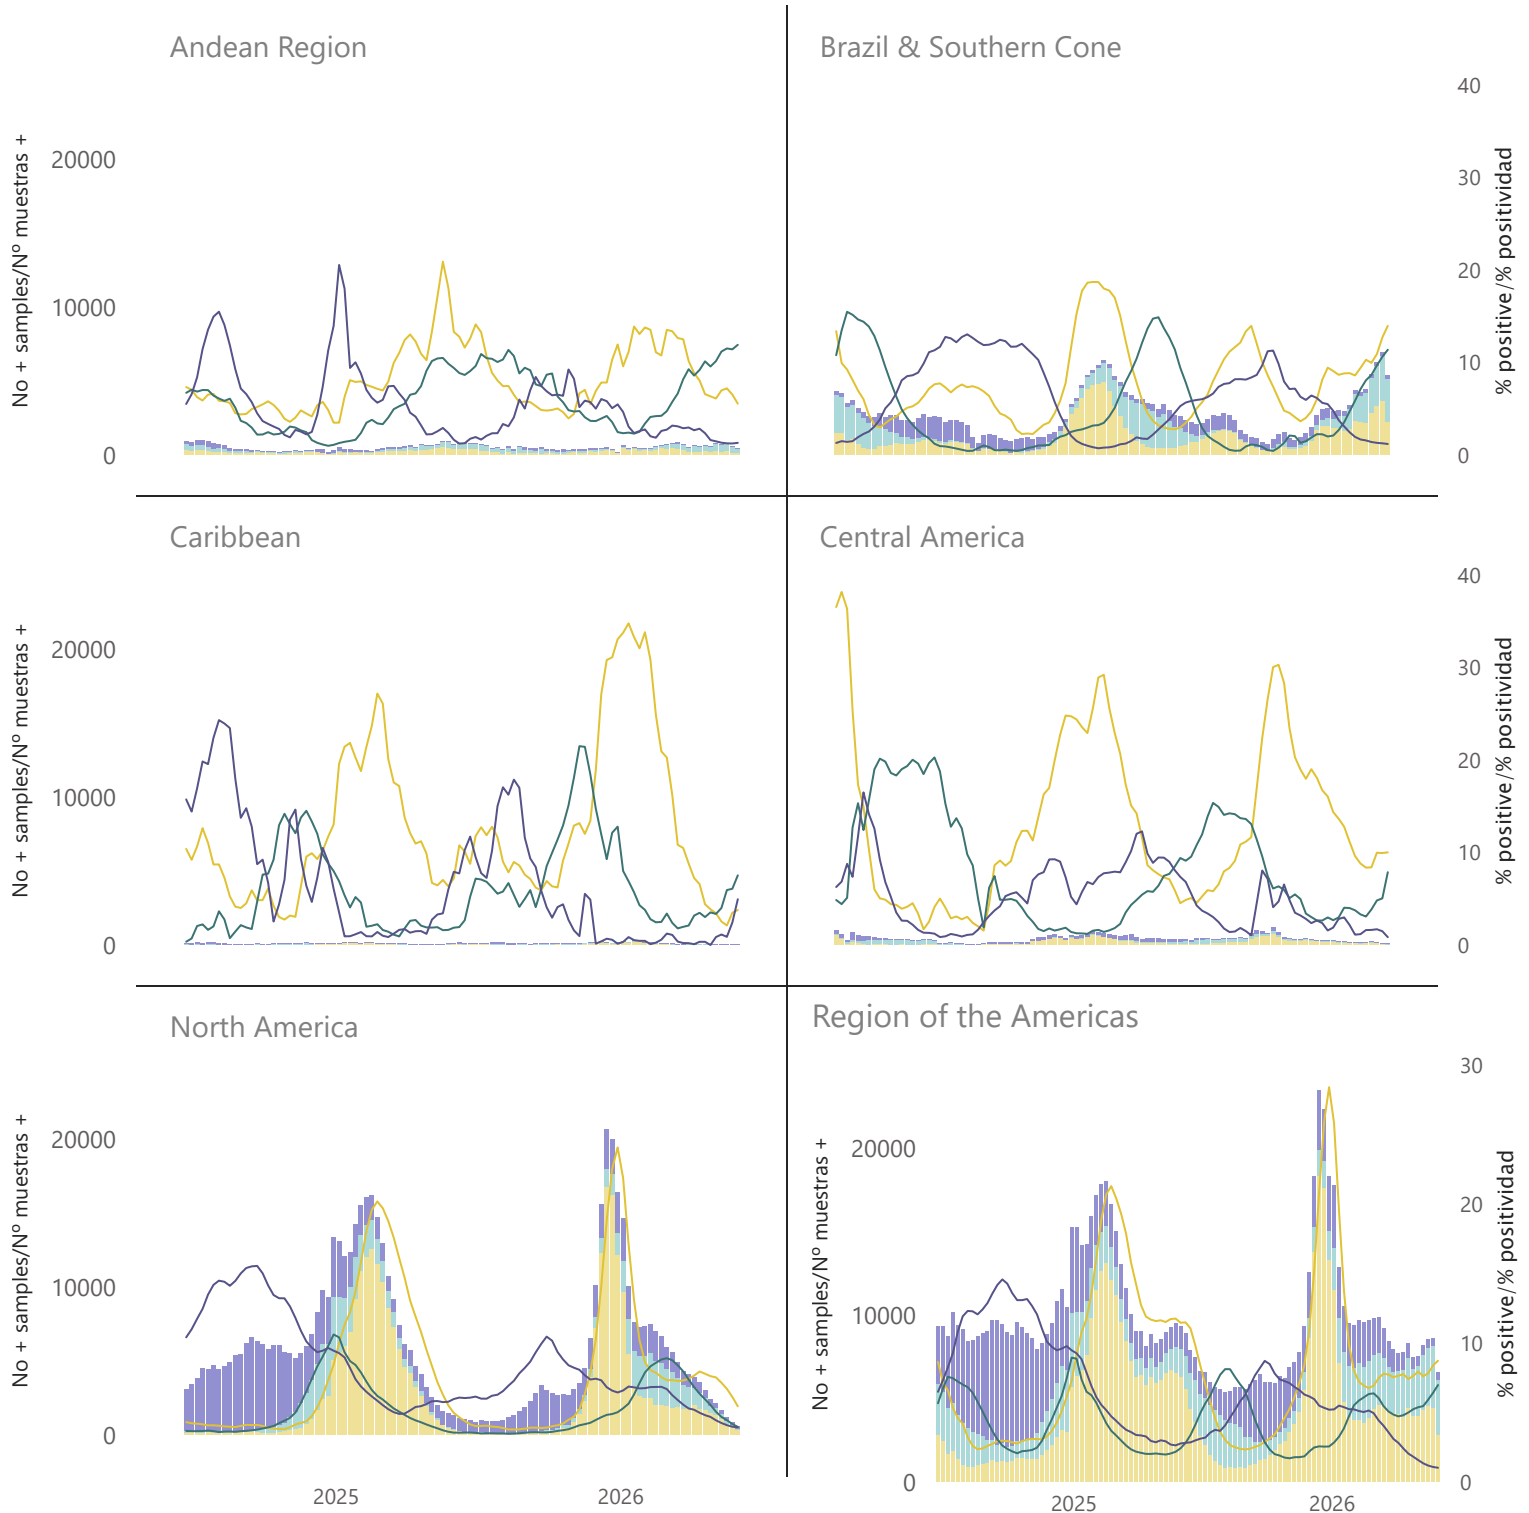 Andean Region
Brazil & Southern Cone
No + samples/Nº muestras +
20000
10000
0
40
30
20
10
0
% positive/% positividad
Caribbean
Central America
No + samples/Nº muestras +
20000
10000
0
40
30
20
10
0
% positive/% positividad
North America
Region of the Americas
No + samples/Nº muestras +
20000
10000
0
2025
2026
No + samples/Nº muestras +
20000
10000
0
30
20
10
0
% positive/% positividad
2025
2026